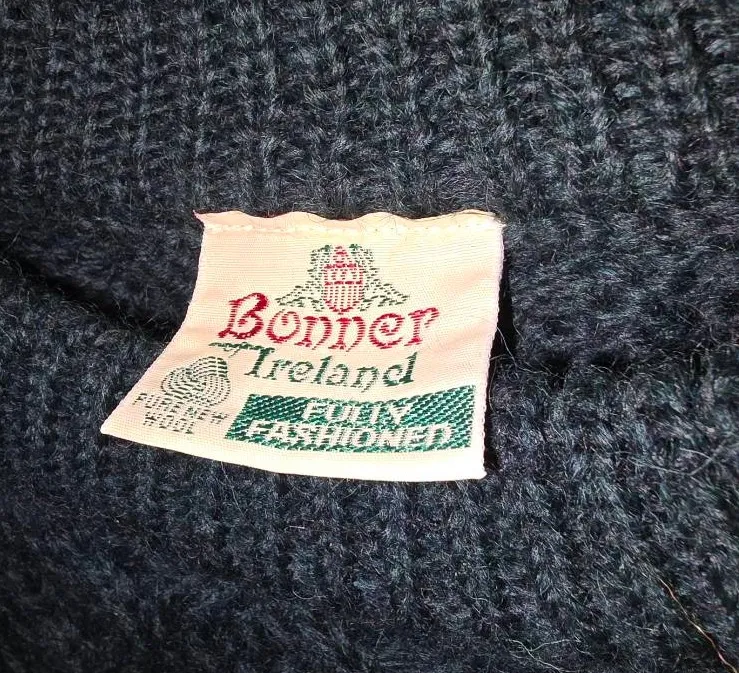 Bonner
of Ireland
PURE NEW
WOOL
FULLY
FASHIONED